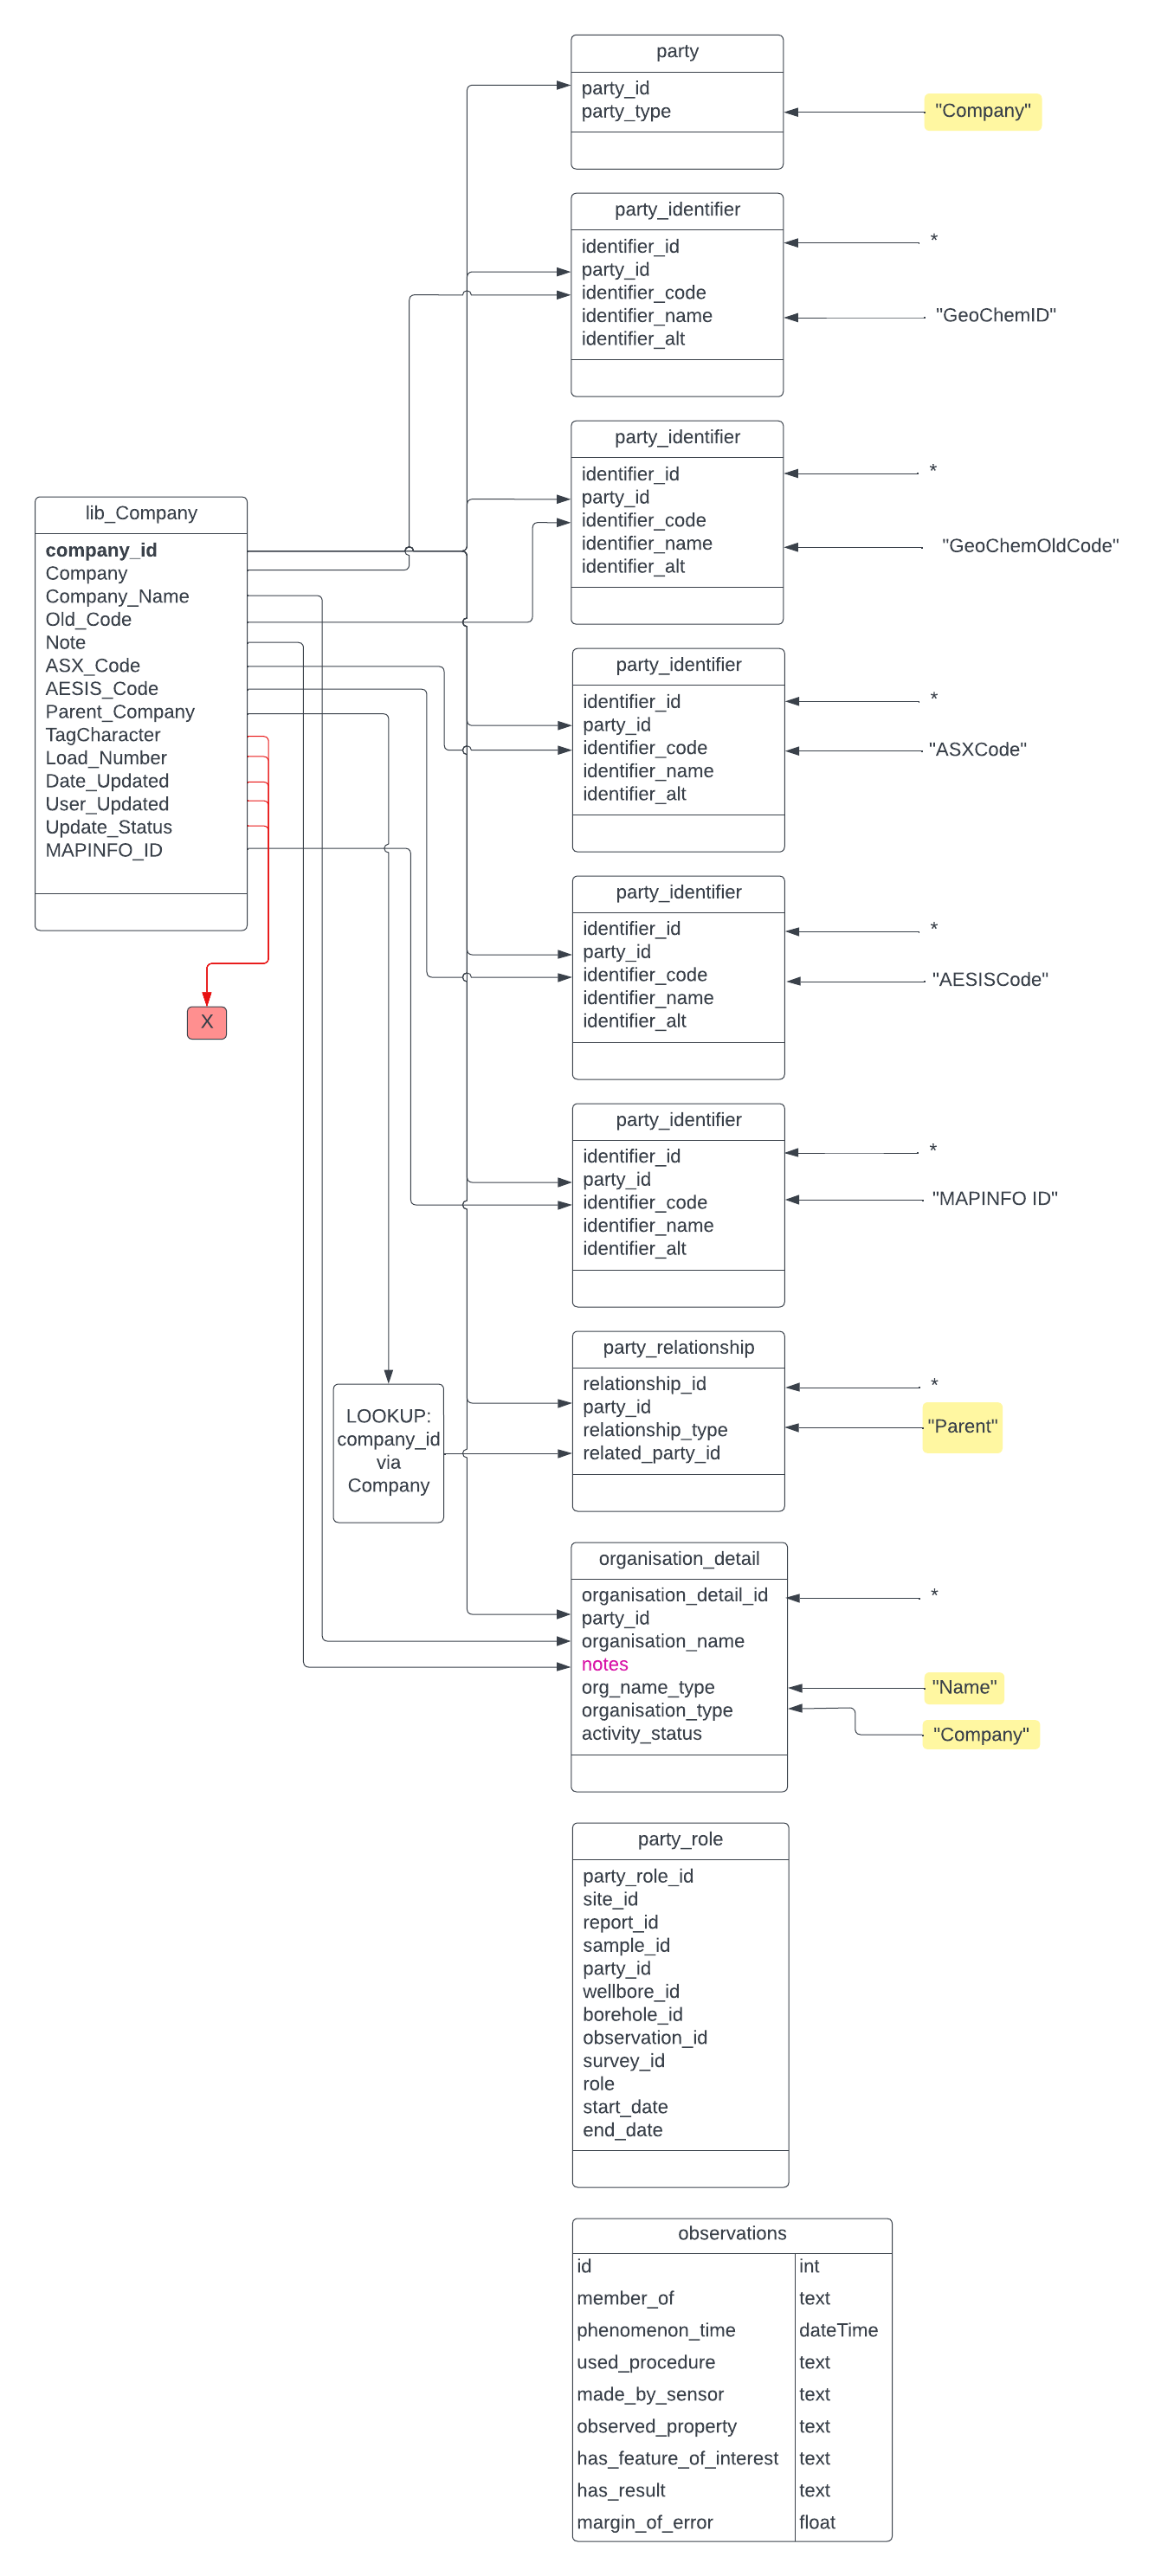 party
party_id
party_type
"Company"
party_identifier
identifier_id
party_id
identifier_code
identifier_name
identifier_alt
*
"GeoChemID"
party_identifier
identifier_id
party_id
identifier_code
identifier_name
identifier_alt
*
"GeoChemOldCode"
lib_Company
company_id
Company
Company_Name
Old_Code
Note
ASX_Code
AESIS_Code
Parent_Company
TagCharacter
Load_Number
Date_Updated
User_Updated
Update_Status
MAPINFO_ID
X
party_identifier
identifier_id
party_id
identifier_code
identifier_name
identifier_alt
*
"ASXCode"
party_identifier
identifier_id
party_id
identifier_code
identifier_name
identifier_alt
*
"AESISCode"
party_identifier
identifier_id
party_id
identifier_code
identifier_name
identifier_alt
*
"MAPINFO ID"
LOOKUP:
company_id
via
Company
party_relationship
relationship_id
party_id
relationship_type
related_party_id
*
"Parent"
organisation_detail
organisation_detail_id
party_id
organisation_name
notes
org_name_type
organisation_type
activity_status
*
"Name"
"Company"
party_role
party_role_id
site_id
report_id
sample_id
party_id
wellbore_id
borehole_id
observation_id
survey_id
role
start_date
end_date
observations
id int
member_of text
phenomenon_time dateTime
used_procedure text
made_by_sensor text
observed_property text
has_feature_of_interest text
has_result text
margin_of_error float